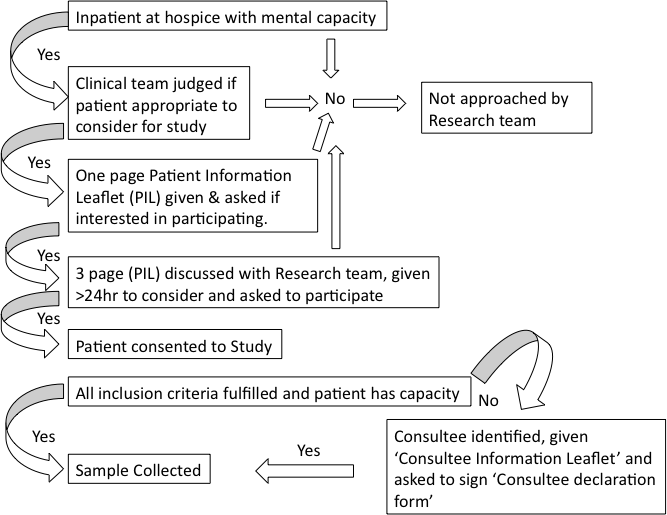 Inpatient at hospice with mental capacity
Yes
Clinical team judged if
patient appropriate to
consider for study
No
Not approached by
Research team
Yes
One page Patient Information
Leaflet (PIL) given & asked if
interested in participating.
Yes
3 page (PIL) discussed with Research team, given
>24hr to consider and asked to participate
Yes
Patient consented to Study
All inclusion criteria fulfilled and patient has capacity
No
Yes
Sample Collected
Yes
Consultee identified, given
‘Consultee Information Leaflet’ and
asked to sign ‘Consultee declaration
form’